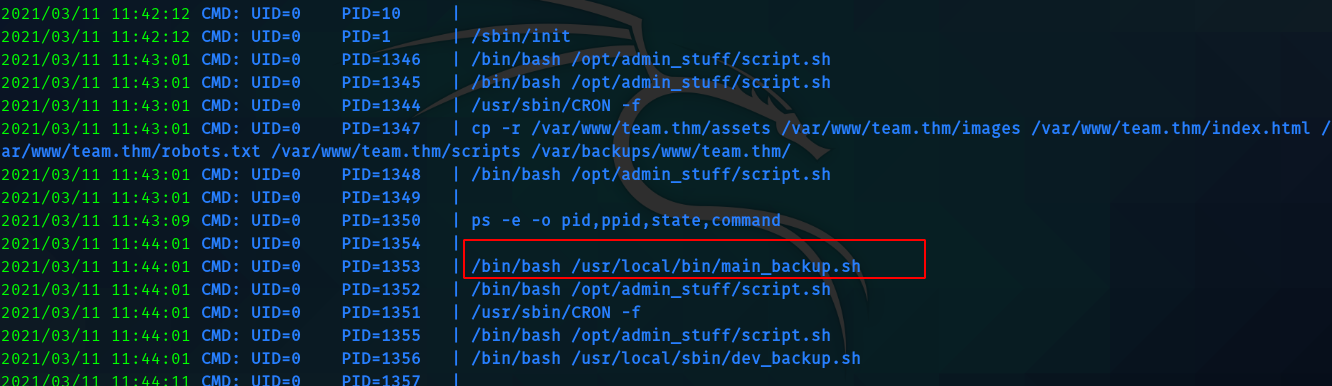 2021/03/11 11:42:12 CMD: UID=0    PID=10     |
2021/03/11 11:42:12 CMD: UID=0    PID=1      | /sbin/init
2021/03/11 11:43:01 CMD: UID=0    PID=1346   | /bin/bash /opt/admin_stuff/script.sh
2021/03/11 11:43:01 CMD: UID=0    PID=1345   | /bin/bash /opt/admin_stuff/script.sh
2021/03/11 11:43:01 CMD: UID=0    PID=1344   | /usr/sbin/CRON -f
2021/03/11 11:43:01 CMD: UID=0    PID=1347   | cp -r /var/www/team.thm/assets /var/www/team.thm/images /var/www/team.thm/index.html /
ar/www/team.thm/robots.txt /var/www/team.thm/scripts /var/backups/www/team.thm/
2021/03/11 11:43:01 CMD: UID=0    PID=1348   | /bin/bash /opt/admin_stuff/script.sh
2021/03/11 11:43:01 CMD: UID=0    PID=1349   |
2021/03/11 11:43:09 CMD: UID=0    PID=1350   | ps -e -o pid,ppid,state,command
2021/03/11 11:44:01 CMD: UID=0    PID=1354   |
2021/03/11 11:44:01 CMD: UID=0    PID=1353   | /bin/bash /usr/local/bin/main_backup.sh
2021/03/11 11:44:01 CMD: UID=0    PID=1352   | /bin/bash /opt/admin_stuff/script.sh
2021/03/11 11:44:01 CMD: UID=0    PID=1351   | /usr/sbin/CRON -f
2021/03/11 11:44:01 CMD: UID=0    PID=1355   | /bin/bash /opt/admin_stuff/script.sh
2021/03/11 11:44:01 CMD: UID=0    PID=1356   | /bin/bash /usr/local/sbin/dev_backup.sh
2021/03/11 11:44:11 CMD: UID=0    PID=1357   |